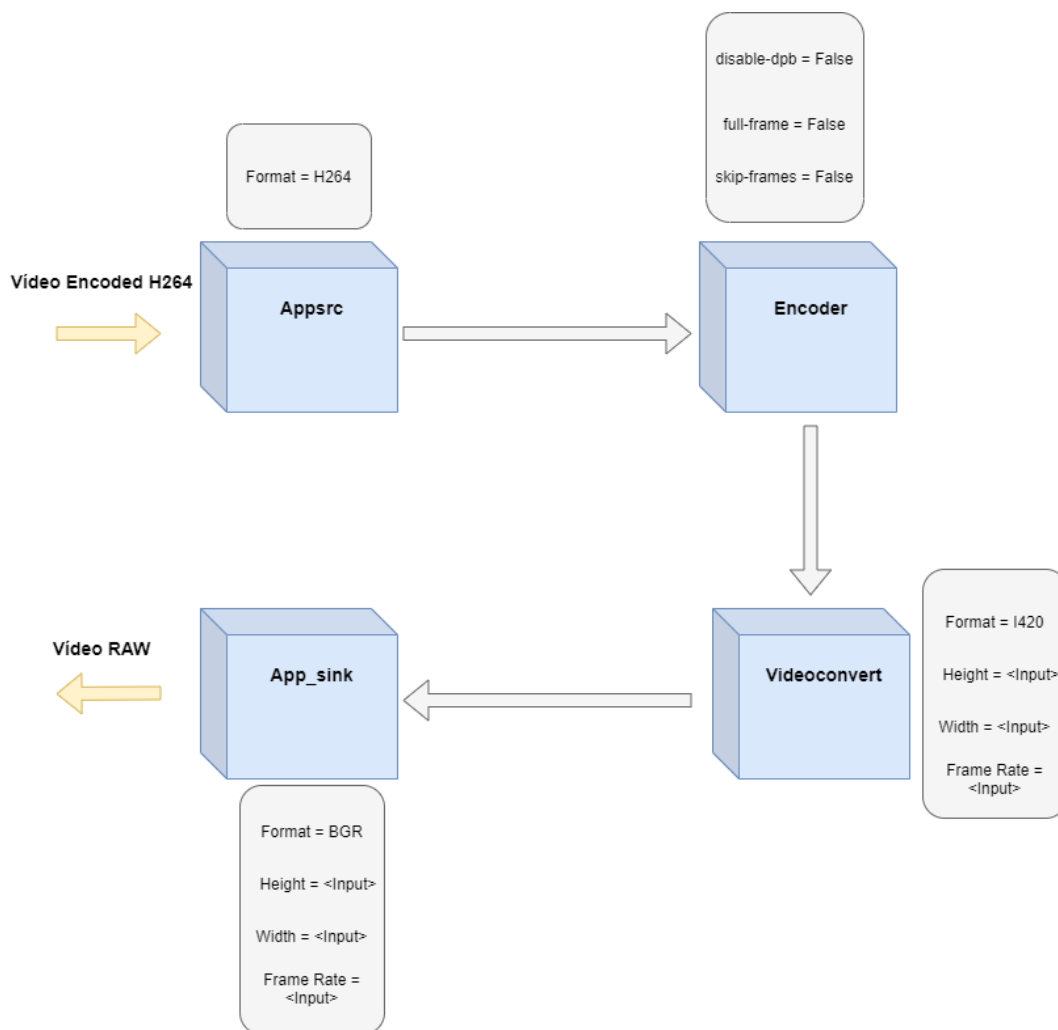 disable-dpb = False
full-frame = False
skip-frames = False
Format = H264
Vídeo Encoded H264
Appsrc
Encoder
Vídeo RAW
App_sink
Videoconvert
Format = I420
Height = <Input>
Width = <Input>
Frame Rate =
<Input>
Format = BGR
Height = <Input>
Width = <Input>
Frame Rate =
<Input>